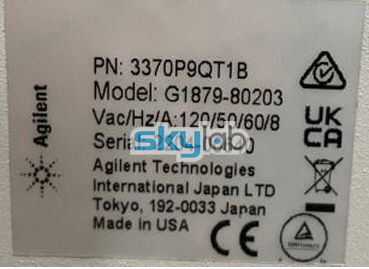 Agilent
PN: 3370P9QT1B
Model: G1879-80203
Vac/Hz/A:120/50/60/8
Serial:
skylab
Agilent Technologies
International Japan LTD
Tokyo, 192-0033 Japan
Made in USA
UK
CA
CE